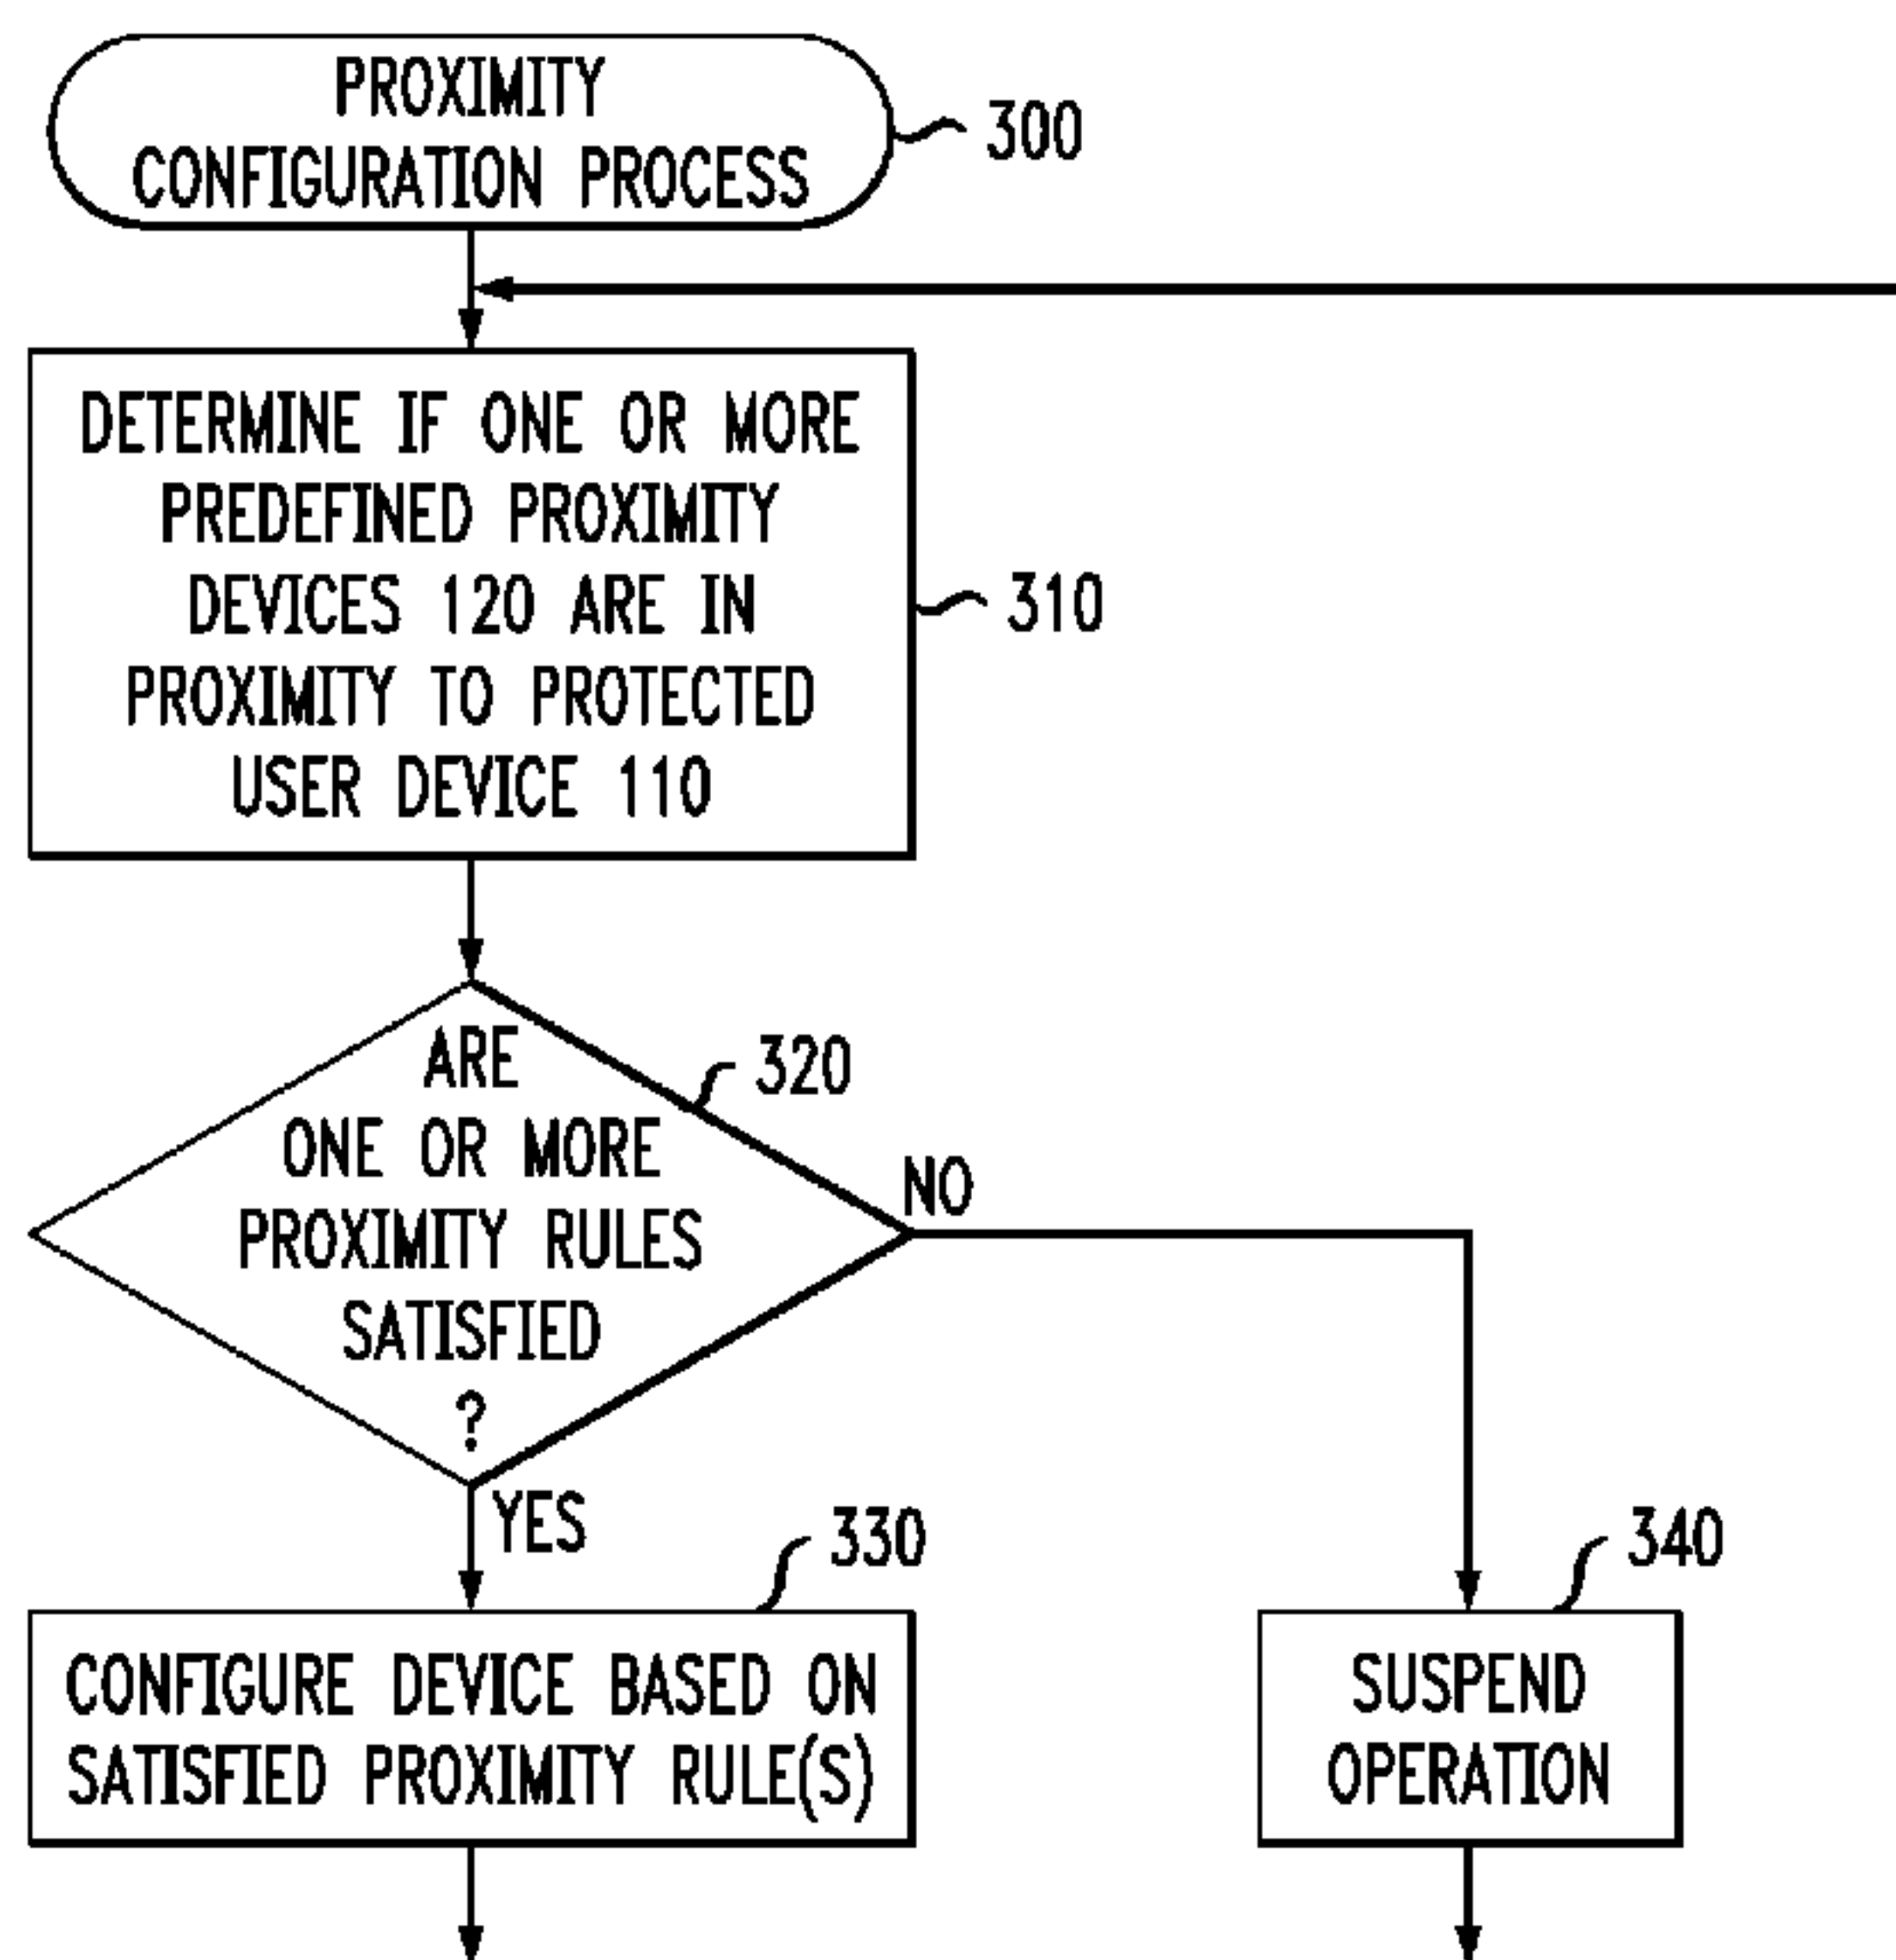 PROXIMITY
CONFIGURATION PROCESS
300
DETERMINE IF ONE OR MORE
PREDEFINED PROXIMITY
DEVICES 120 ARE IN
PROXIMITY TO PROTECTED
USER DEVICE 110
310
ARE
ONE OR MORE
PROXIMITY RULES
SATISFIED
?
320
NO
YES
330
CONFIGURE DEVICE BASED ON
SATISFIED PROXIMITY RULE(S)
340
SUSPEND
OPERATION